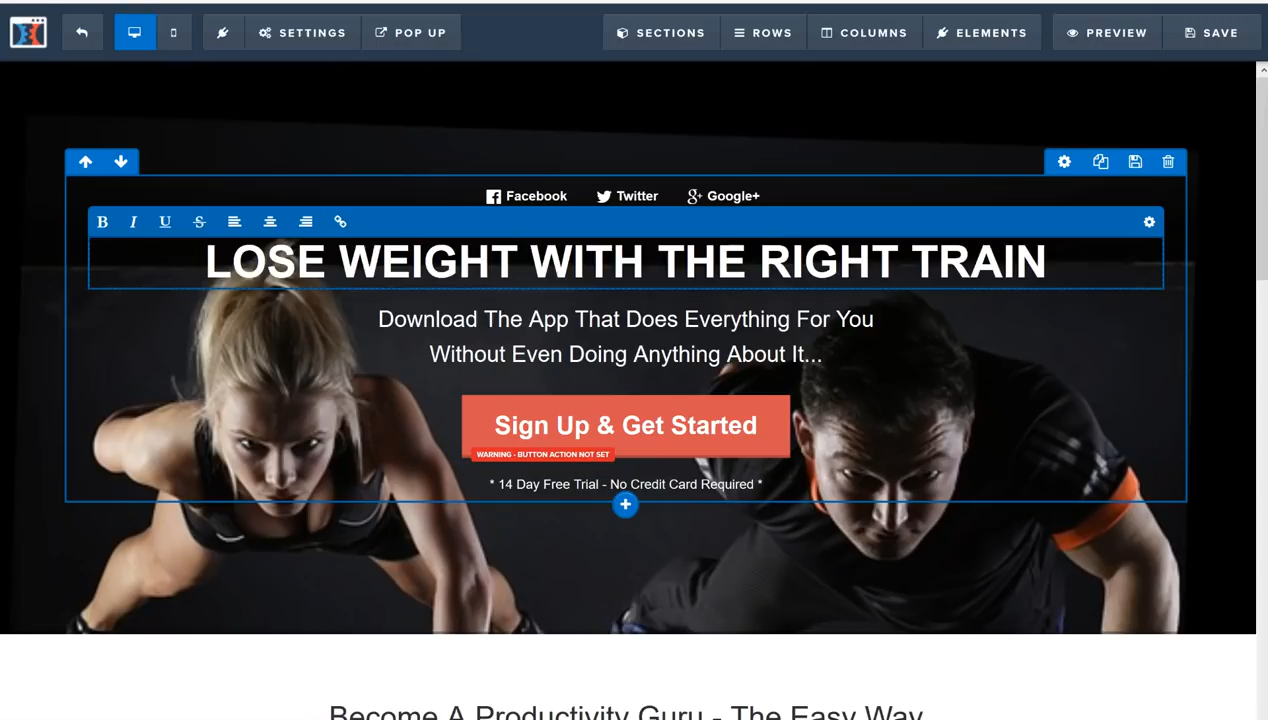 SETTINGS POP UP SECTIONS ROWS COLUMNS ELEMENTS PREVIEW SAVE
Facebook Twitter Google+
B I U S
LOSE WEIGHT WITH THE RIGHT TRAIN
Download The App That Does Everything For You
Without Even Doing Anything About It...
Sign Up & Get Started
WARNING - BUTTON ACTION NOT SET
* 14 Day Free Trial - No Credit Card Required *
Become A Productivity Guru - The Easy Way